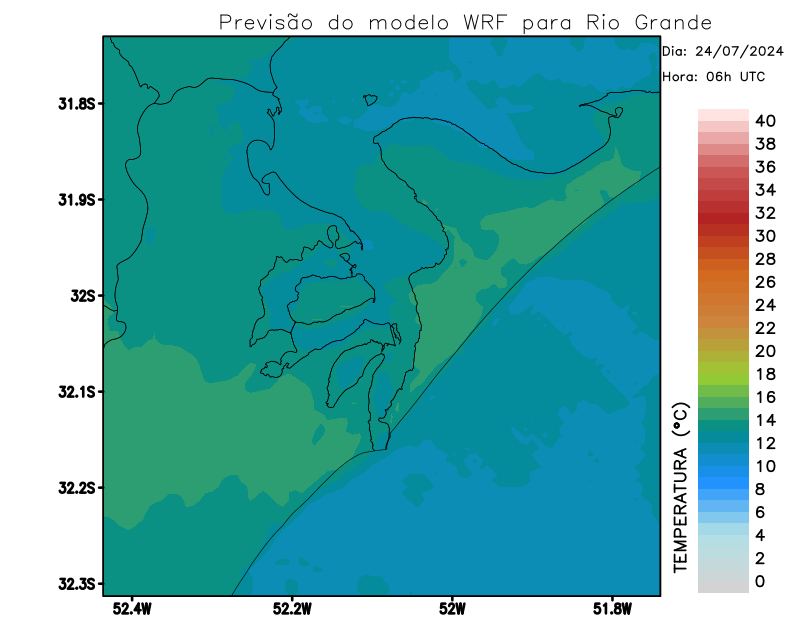 Previsão do modelo WRF para Rio Grande
Dia: 24/07/2024
Hora: 06h UTC
31.8S
31.9S
32S
32.1S
32.2S
32.3S
52.4W
52.2W
52W
51.8W
TEMPERATURA (°C)
40
38
36
34
32
30
28
26
24
22
20
18
16
14
12
10
8
6
4
2
0